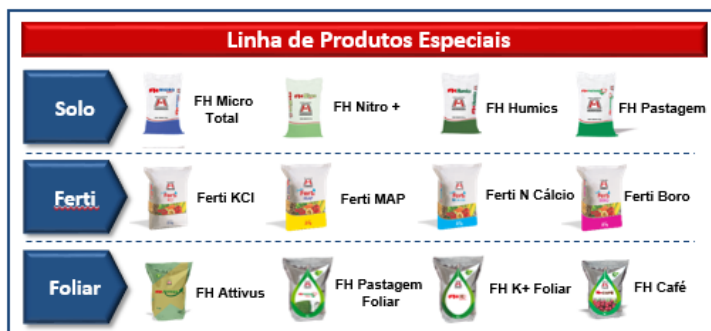 Linha de Produtos Especiais
Solo
FH Micro
Total
FH Nitro +
FH Humics
FH Pastagem
Ferti
Ferti KCl
Ferti MAP
Ferti N Cálcio
Ferti Boro
Foliar
FH Attivus
FH Pastagem
Foliar
FH K+ Foliar
FH Café